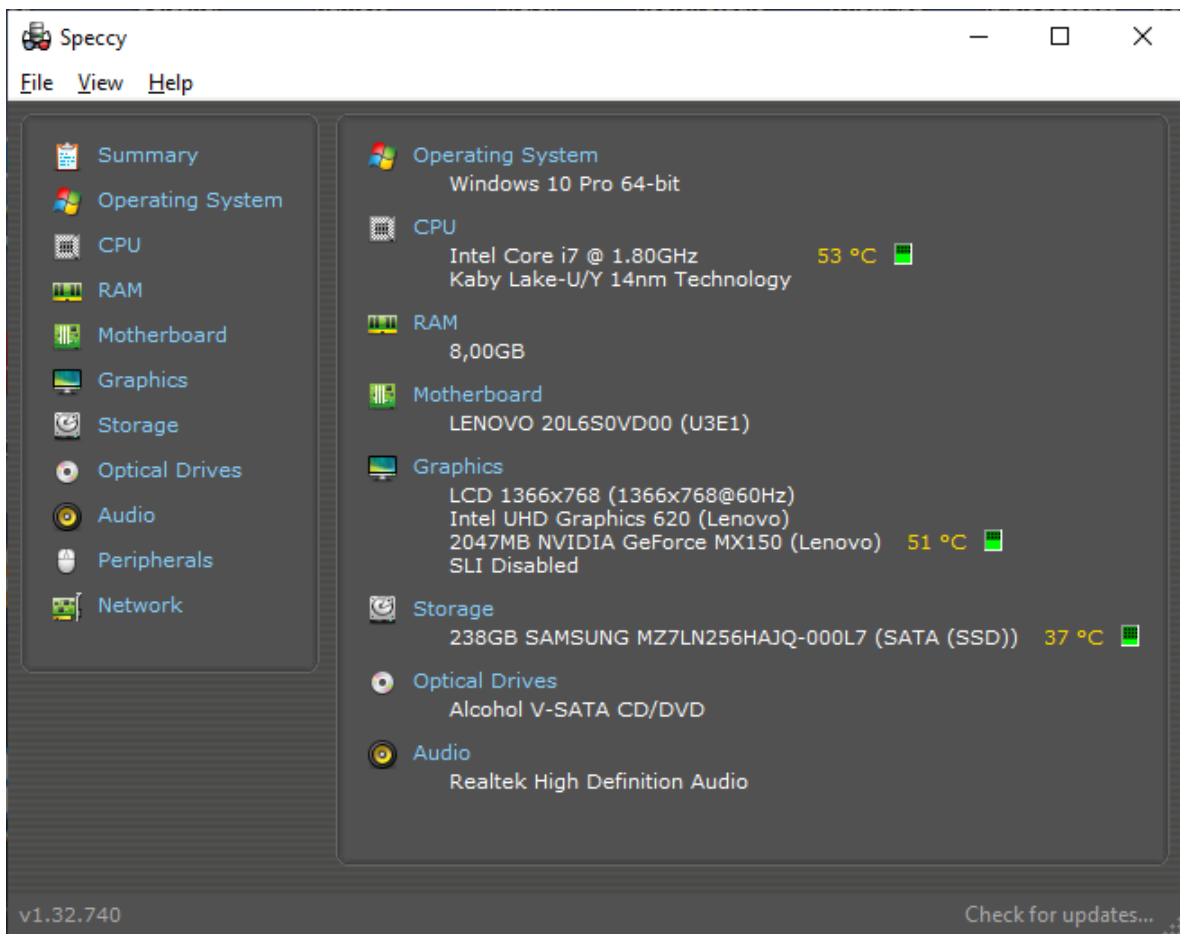 Speccy
File View Help
Summary
Operating System
CPU
RAM
Motherboard
Graphics
Storage
Optical Drives
Audio
Peripherals
Network
Operating System
Windows 10 Pro 64-bit
CPU
Intel Core i7 @ 1.80GHz 53 °C
Kaby Lake-U/Y 14nm Technology
RAM
8,00GB
Motherboard
LENOVO 20L6S0VD00 (U3E1)
Graphics
LCD 1366x768 (1366x768@60Hz)
Intel UHD Graphics 620 (Lenovo)
2047MB NVIDIA GeForce MX150 (Lenovo) 51 °C
SLI Disabled
Storage
238GB SAMSUNG MZ7LN256HAJQ-000L7 (SATA (SSD)) 37 °C
Optical Drives
Alcohol V-SATA CD/DVD
Audio
Realtek High Definition Audio
v1.32.740
Check for updates...